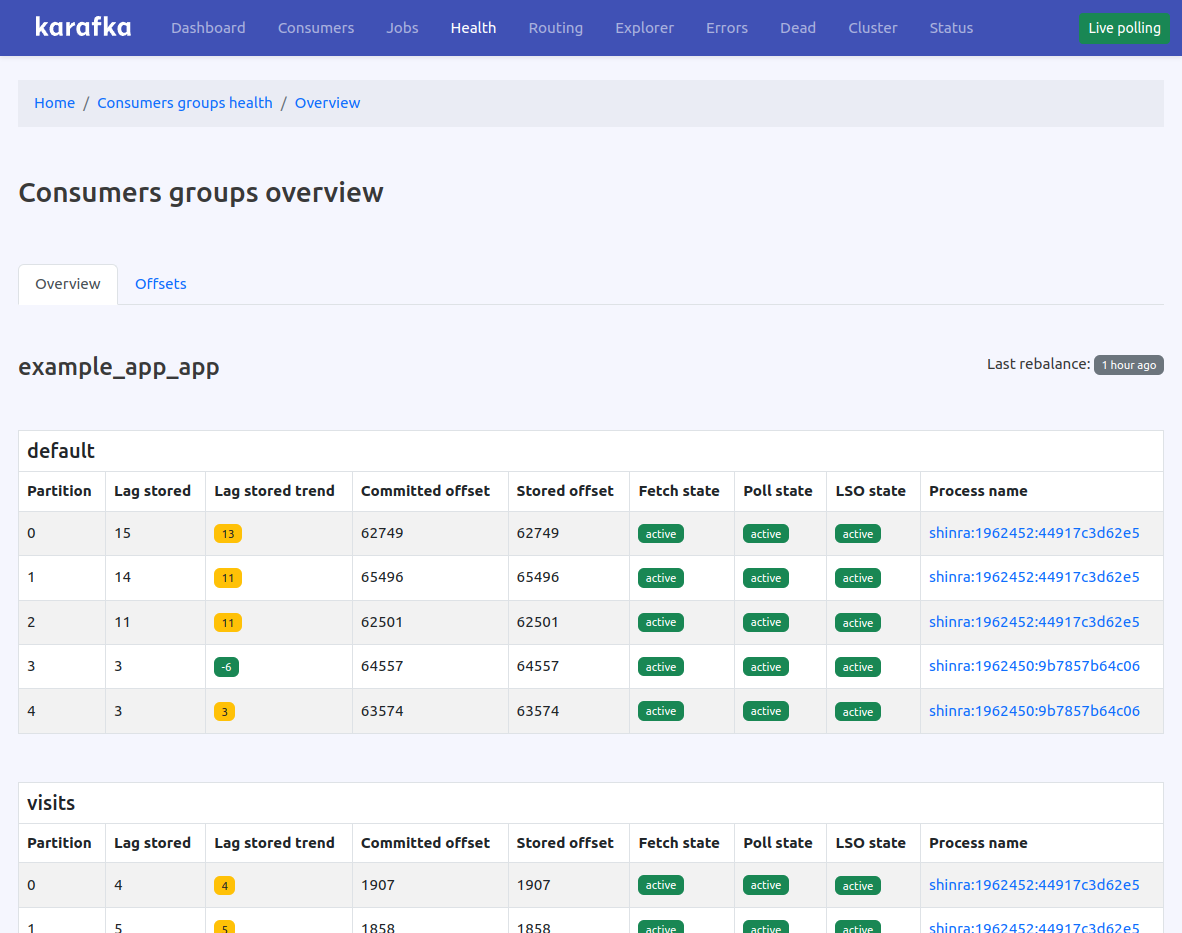 karafka Dashboard Consumers Jobs Health Routing Explorer Errors Dead Cluster Status Live polling
Home / Consumers groups health / Overview
Consumers groups overview
Overview Offsets
example_app_app Last rebalance: 1 hour ago
default
Partition Lag stored Lag stored trend Committed offset Stored offset Fetch state Poll state LSO state Process name
0 15 13 62749 62749 active active active shinra:1962452:44917c3d62e5
1 14 11 65496 65496 active active active shinra:1962452:44917c3d62e5
2 11 11 62501 62501 active active active shinra:1962452:44917c3d62e5
3 3 -6 64557 64557 active active active shinra:1962450:9b7857b64c06
4 3 3 63574 63574 active active active shinra:1962450:9b7857b64c06
visits
Partition Lag stored Lag stored trend Committed offset Stored offset Fetch state Poll state LSO state Process name
0 4 4 1907 1907 active active active shinra:1962452:44917c3d62e5
1 5 5 1858 1858 active active active shinra:1962452:44917c3d62e5